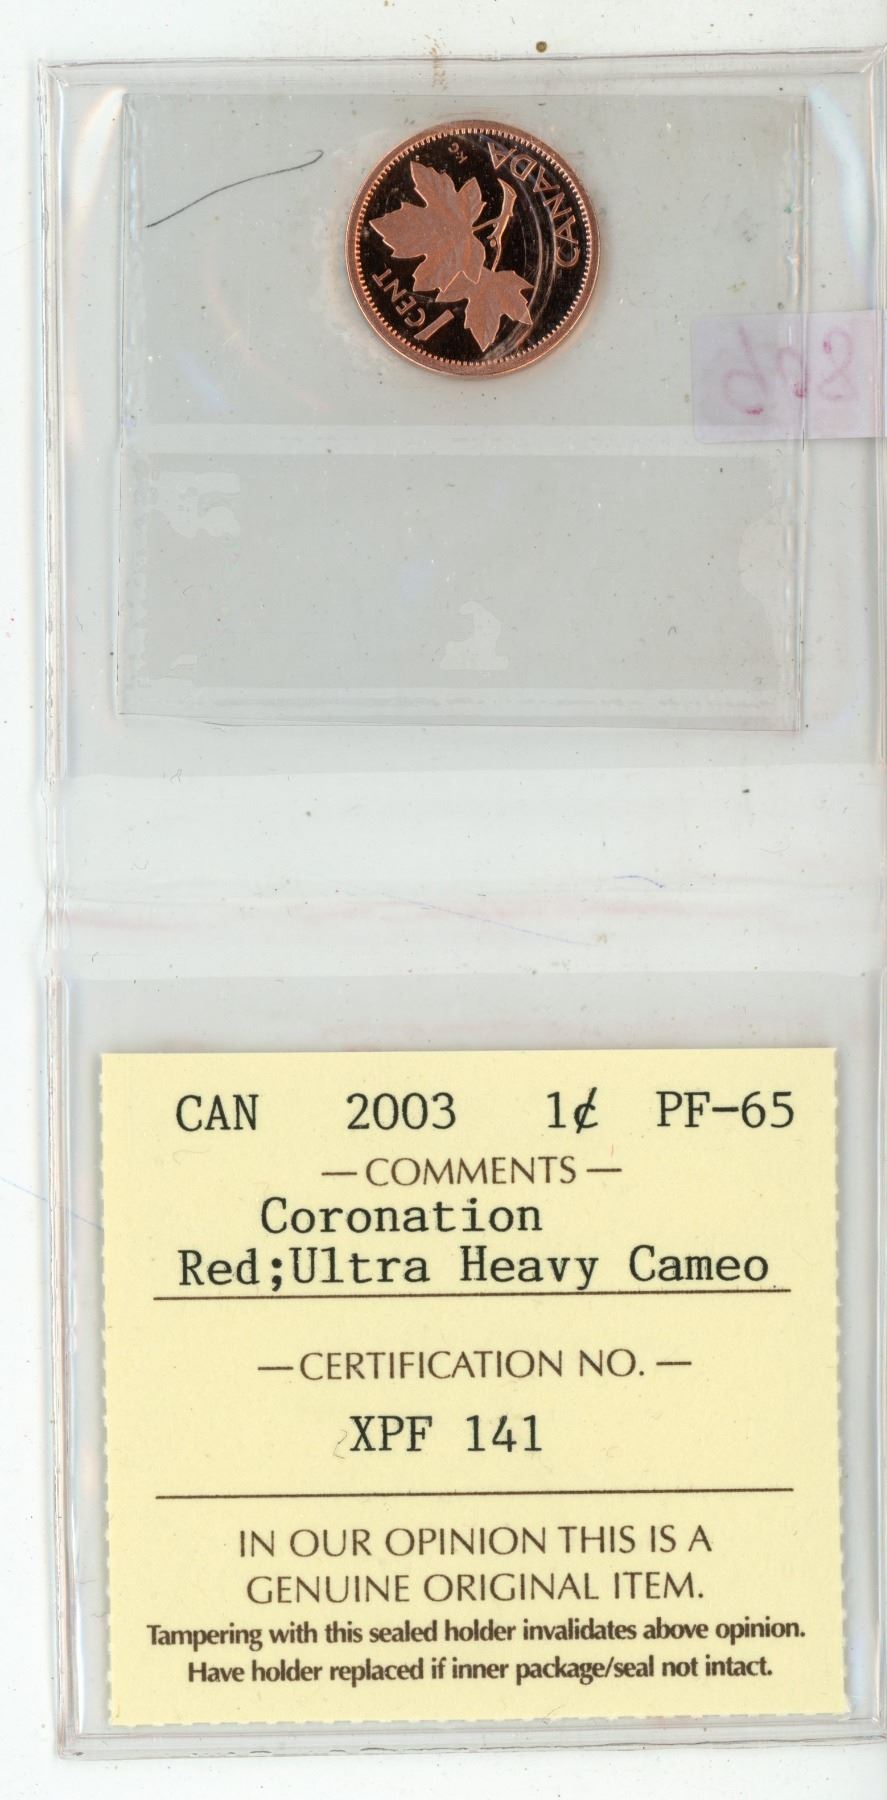 CANADA
KG
1 CENT
806
CAN 2003 1¢ PF-65
— COMMENTS —
Coronation
Red;Ultra Heavy Cameo
— CERTIFICATION NO. —
XPF 141
IN OUR OPINION THIS IS A
GENUINE ORIGINAL ITEM.
Tampering with this sealed holder invalidates above opinion.
Have holder replaced if inner package/seal not intact.